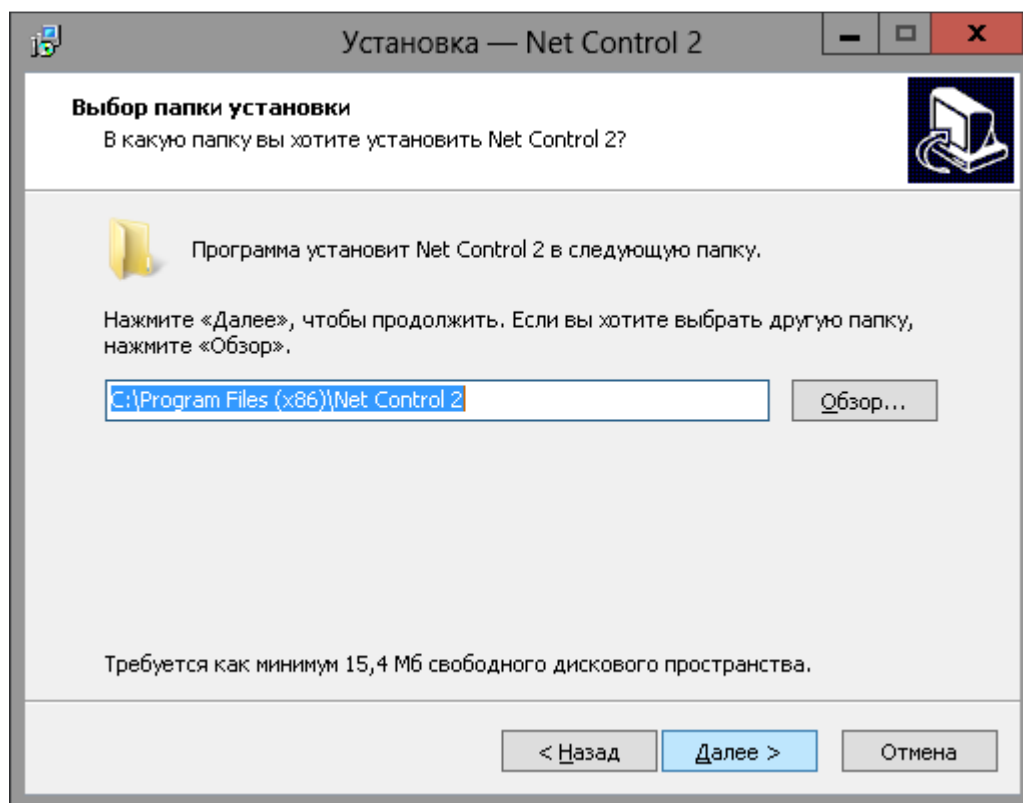 Установка — Net Control 2
Выбор папки установки
В какую папку вы хотите установить Net Control 2?
Программа установит Net Control 2 в следующую папку.
Нажмите «Далее», чтобы продолжить. Если вы хотите выбрать другую папку,
нажмите «Обзор».
C:\Program Files (x86)\Net Control 2
Обзор...
Требуется как минимум 15,4 Мб свободного дискового пространства.
< Назад
Далее >
Отмена